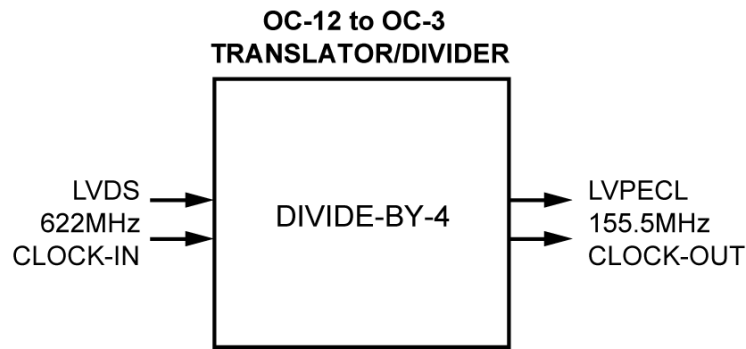 OC-12 to OC-3
TRANSLATOR/DIVIDER
LVDS
622MHz
CLOCK-IN
DIVIDE-BY-4
LVPECL
155.5MHz
CLOCK-OUT